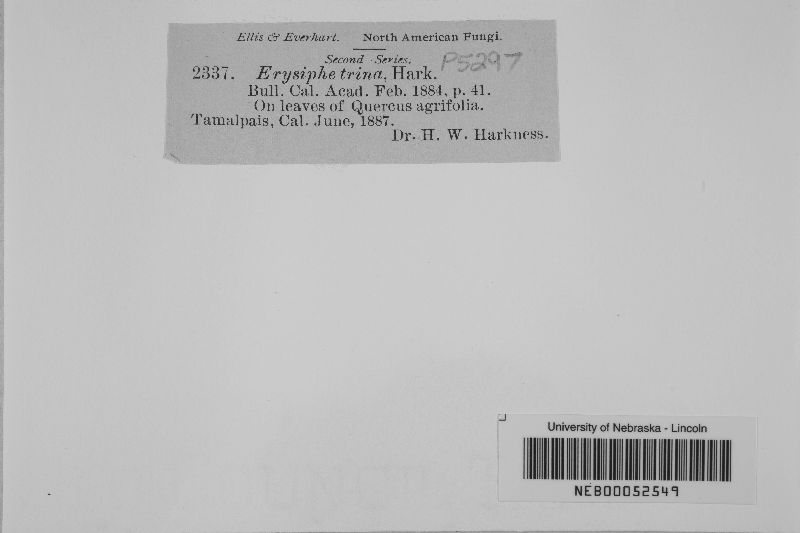 Ellis & Everhart. North American Fungi.
Second Series.
P5297
2337. Erysiphe trina, Hark.
Bull. Cal. Acad. Feb. 1884, p. 41.
On leaves of Quercus agrifolia.
Tamalpais, Cal. June, 1887.
Dr. H. W. Harkness.
University of Nebraska - Lincoln
NEB00052549